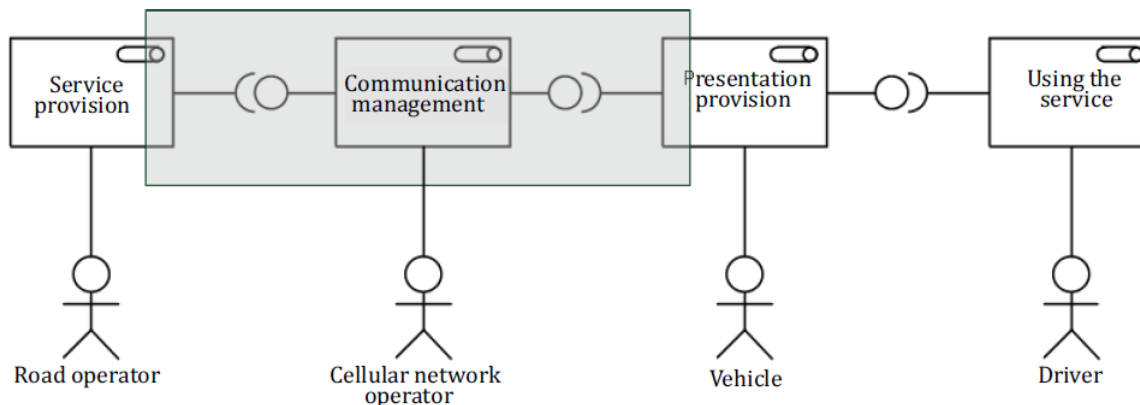 Service
provision
Communication
management
Presentation
provision
Using the
service
Road operator
Cellular network
operator
Vehicle
Driver